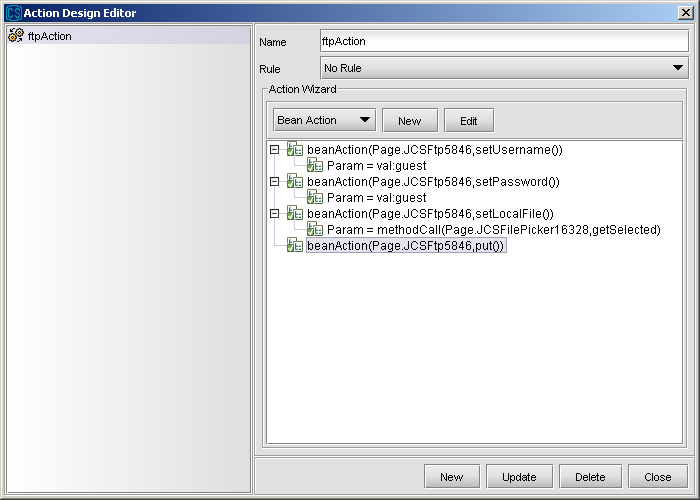 CS Action Design Editor
ftpAction
Name ftpAction
Rule No Rule
Action Wizard
Bean Action New Edit
beanAction(Page.JCSFtp5846,setUsername())
Param = val:guest
beanAction(Page.JCSFtp5846,setPassword())
Param = val:guest
beanAction(Page.JCSFtp5846,setLocalFile())
Param = methodCall(Page.JCSFilePicker16328,getSelected)
beanAction(Page.JCSFtp5846,put())
New Update Delete Close